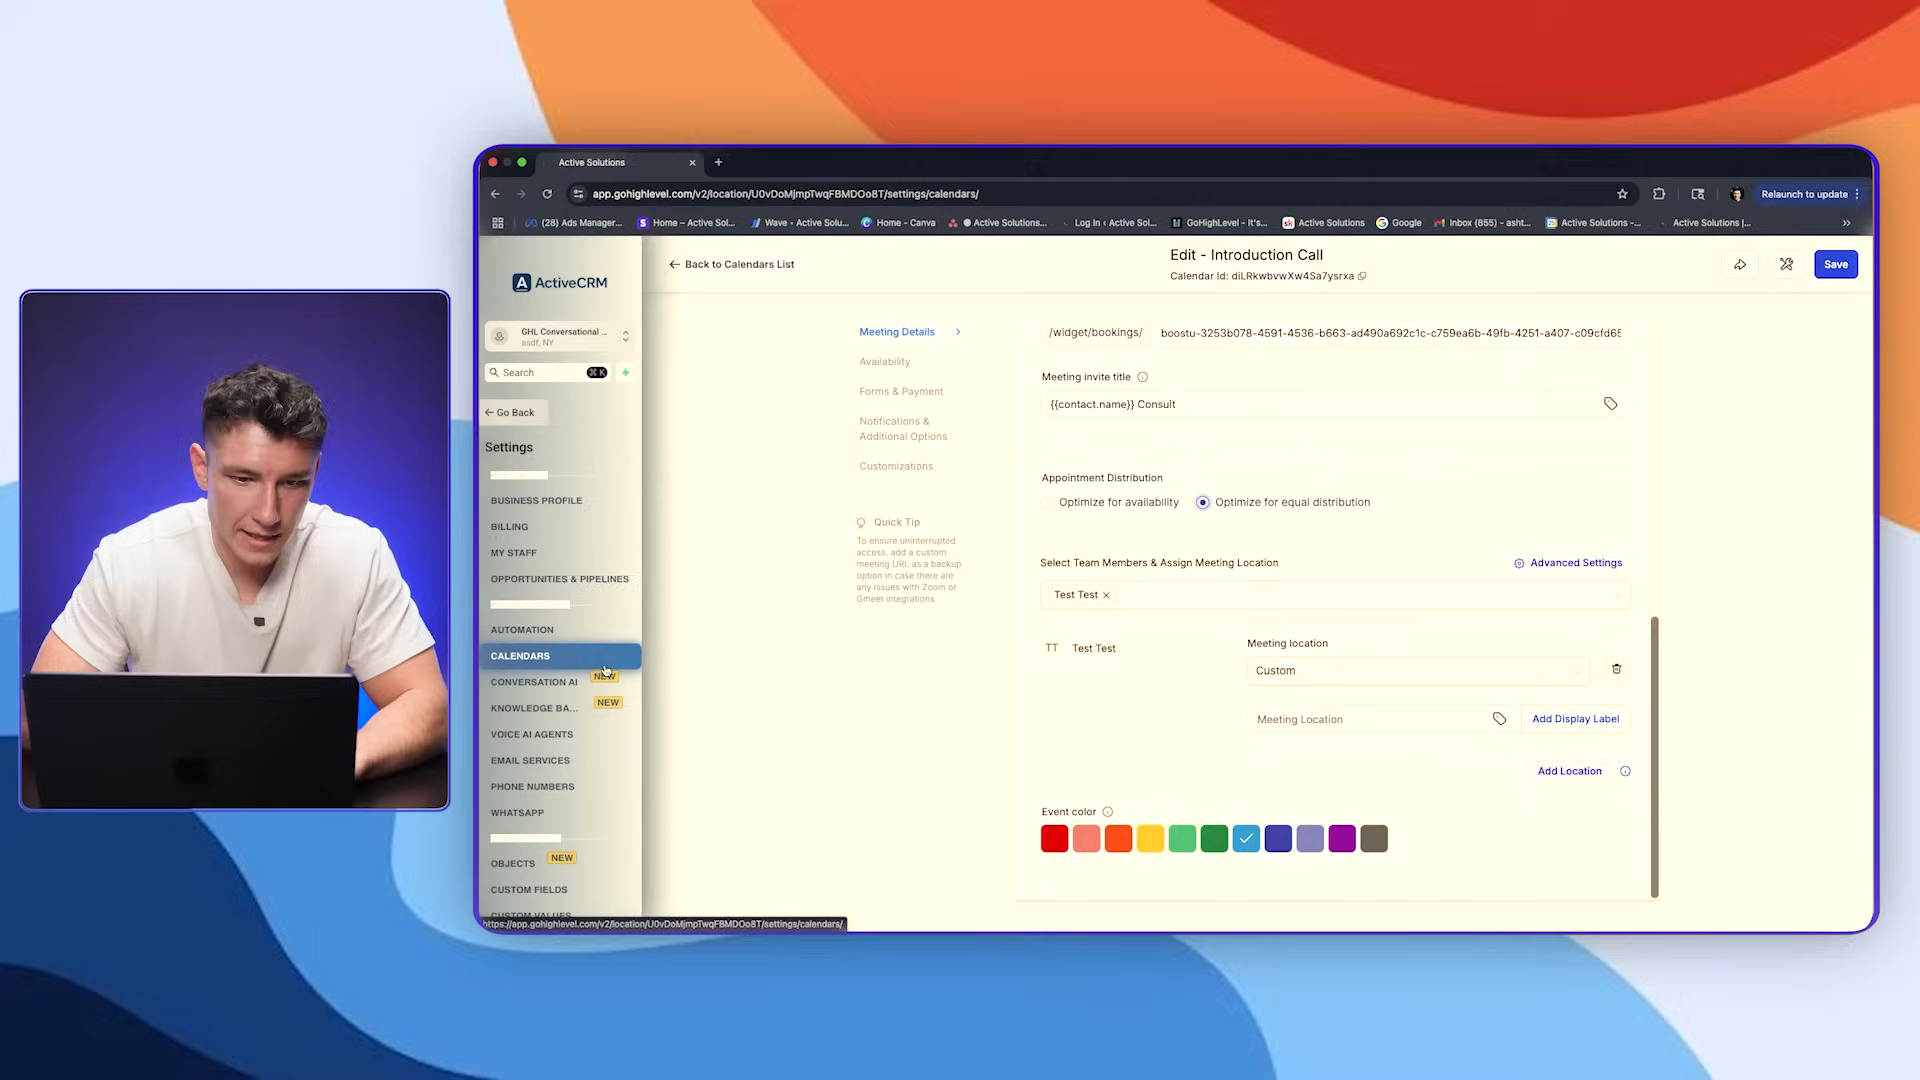 Active Solutions
app.gohighlevel.com/v2/location/U0vDoMjmpTwqFBMDOo8T/settings/calendars/
Relaunch to update
(28) Ads Manager...
Home – Active Sol...
Wave • Active Solu...
Home - Canva
Active Solutions...
Log In ‹ Active Sol...
GoHighLevel - It's...
Active Solutions
Google
Inbox (855) - asht...
Active Solutions -...
Active Solutions |...
ActiveCRM
GHL Conversational ...
asdf, NY
Search
⌘ K
Go Back
Settings
BUSINESS PROFILE
BILLING
MY STAFF
OPPORTUNITIES & PIPELINES
AUTOMATION
CALENDARS
CONVERSATION AI NEW
KNOWLEDGE BA... NEW
VOICE AI AGENTS
EMAIL SERVICES
PHONE NUMBERS
WHATSAPP
OBJECTS NEW
CUSTOM FIELDS
CUSTOM VALUES
https://app.gohighlevel.com/v2/location/U0vDoMjmpTwqFBMDOo8T/settings/calendars/
Back to Calendars List
Edit - Introduction Call
Calendar Id: diLRkwbvwXw4Sa7ysrxa
Save
Meeting Details
Availability
Forms & Payment
Notifications &
Additional Options
Customizations
Quick Tip
To ensure uninterrupted
access, add a custom
meeting URL as a backup
option in case there are
any issues with Zoom or
Gmeet integrations.
/widget/bookings/
boostu-3253b078-4591-4536-b663-ad490a692c1c-c759ea6b-49fb-4251-a407-c09cfd65
Meeting invite title
{{contact.name}} Consult
Appointment Distribution
Optimize for availability
Optimize for equal distribution
Select Team Members & Assign Meeting Location
Advanced Settings
Test Test
TT
Test Test
Meeting location
Custom
Meeting Location
Add Display Label
Add Location
Event color